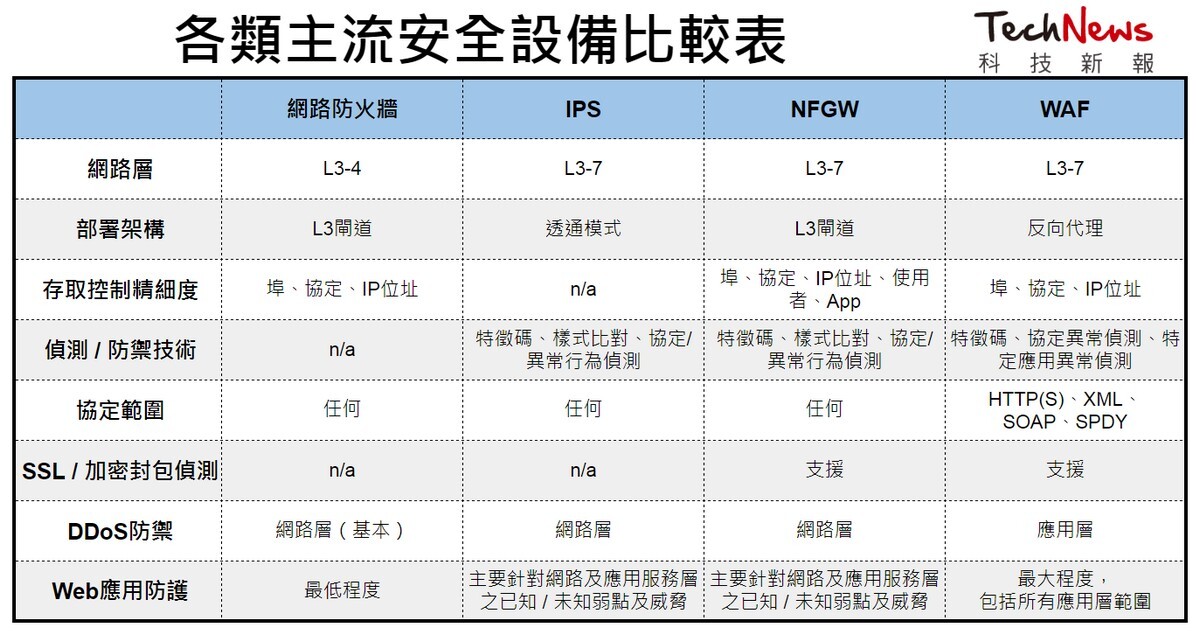 各類主流安全設備比較表
TechNews
科技新報
網路防火牆 IPS NFGW WAF
網路層 L3-4 L3-7 L3-7 L3-7
部署架構 L3閘道 透通模式 L3閘道 反向代理
存取控制精細度 埠、協定、IP位址 n/a 埠、協定、IP位址、使用
者、App 埠、協定、IP位址
偵測 / 防禦技術 n/a 特徵碼、樣式比對、協定/
異常行為偵測 特徵碼、樣式比對、協定/
異常行為偵測 特徵碼、協定異常偵測、特
定應用異常偵測
協定範圍 任何 任何 任何 HTTP(S)、XML、
SOAP、SPDY
SSL / 加密封包偵測 n/a n/a 支援 支援
DDoS防禦 網路層（基本） 網路層 網路層 應用層
Web應用防護 最低程度 主要針對網路及應用服務層
之已知 / 未知弱點及威脅 主要針對網路及應用服務層
之已知 / 未知弱點及威脅 最大程度，
包括所有應用層範圍